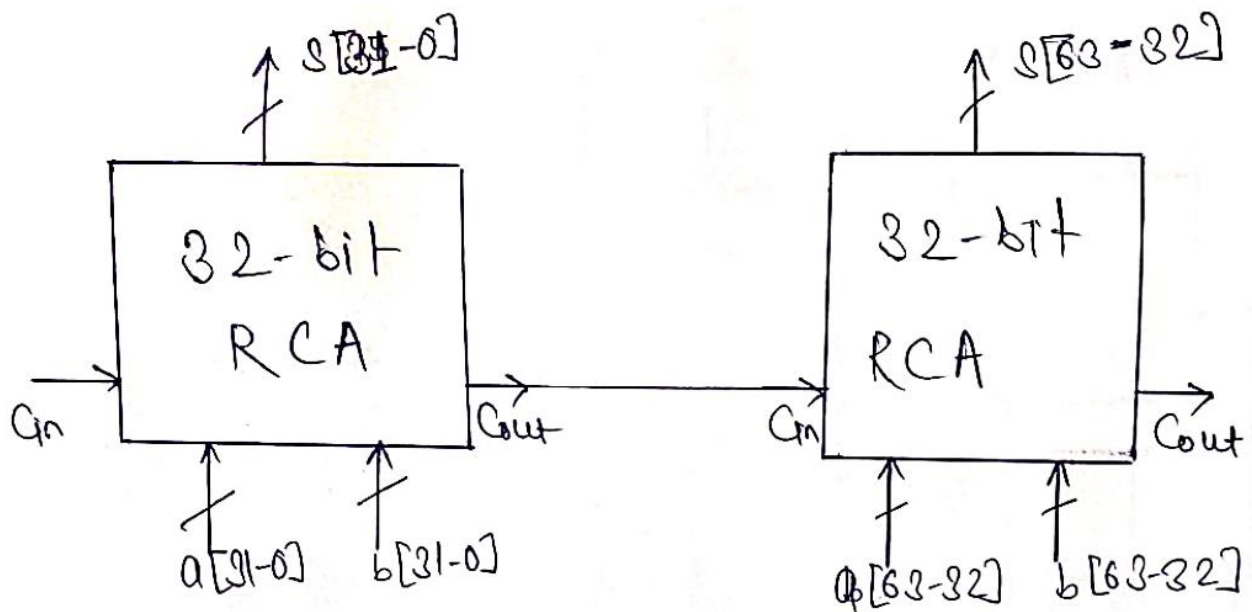 S[31-0]
S[63-32]
32-bit
RCA
32-bit
RCA
Cin
Cout
Cin
Cout
a[31-0]
b[31-0]
a[63-32]
b[63-32]